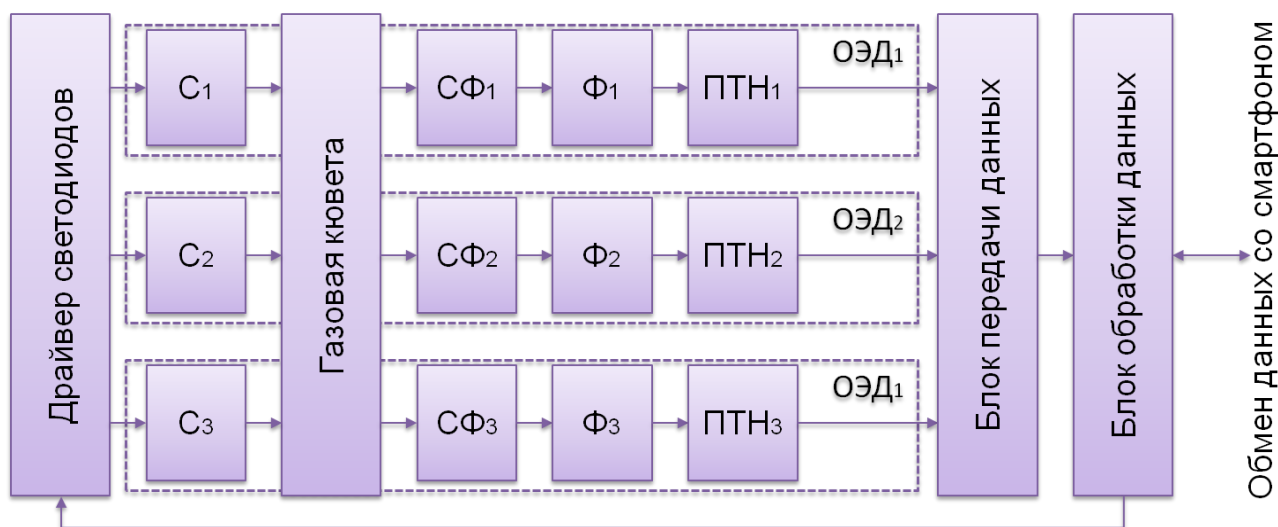 Драйвер светодиодов
С1
Газовая кювета
СФ1
Ф1
ПТН1
ОЭД1
С2
СФ2
Ф2
ПТН2
ОЭД2
С3
СФ3
Ф3
ПТН3
ОЭД1
Блок передачи данных
Блок обработки данных
Обмен данных со смартфоном